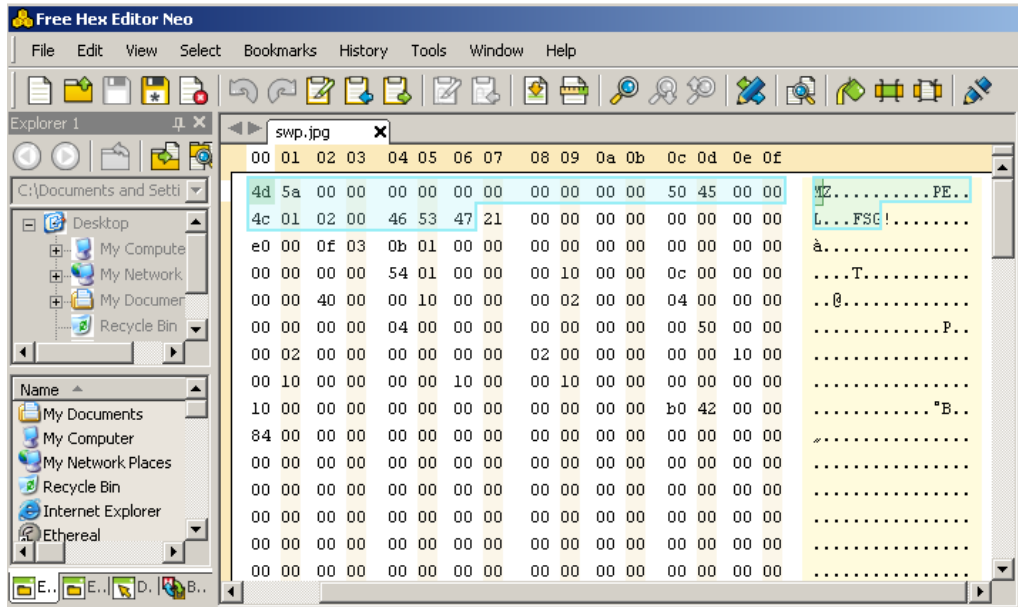 Free Hex Editor Neo
File Edit View Select Bookmarks History Tools Window Help
Explorer 1
swp.jpg
C:\Documents and Setti
Desktop
My Compute
My Network
My Documer
Recycle Bin
Name
My Documents
My Computer
My Network Places
Recycle Bin
Internet Explorer
Ethereal
E.. E.. D. B..
00 01 02 03 04 05 06 07 08 09 0a 0b 0c 0d 0e 0f
4d 5a 00 00 00 00 00 00 00 00 00 00 50 45 00 00 MZ..........PE..
4c 01 02 00 46 53 47 21 00 00 00 00 00 00 00 00 L...FSG!........
e0 00 0f 03 0b 01 00 00 00 00 00 00 00 00 00 00 à...............
00 00 00 00 54 01 00 00 00 10 00 00 0c 00 00 00 ....T...........
00 00 40 00 00 10 00 00 00 02 00 00 04 00 00 00 ..@.............
00 00 00 00 04 00 00 00 00 00 00 00 00 50 00 00 .............P..
00 02 00 00 00 00 00 00 02 00 00 00 00 00 10 00 ................
00 10 00 00 00 00 10 00 00 10 00 00 00 00 00 00 ................
10 00 00 00 00 00 00 00 00 00 00 00 b0 42 00 00 ............°B..
84 00 00 00 00 00 00 00 00 00 00 00 00 00 00 00 „...............
00 00 00 00 00 00 00 00 00 00 00 00 00 00 00 00 ................
00 00 00 00 00 00 00 00 00 00 00 00 00 00 00 00 ................
00 00 00 00 00 00 00 00 00 00 00 00 00 00 00 00 ................
00 00 00 00 00 00 00 00 00 00 00 00 00 00 00 00 ................
00 00 00 00 00 00 00 00 00 00 00 00 00 00 00 00 ................